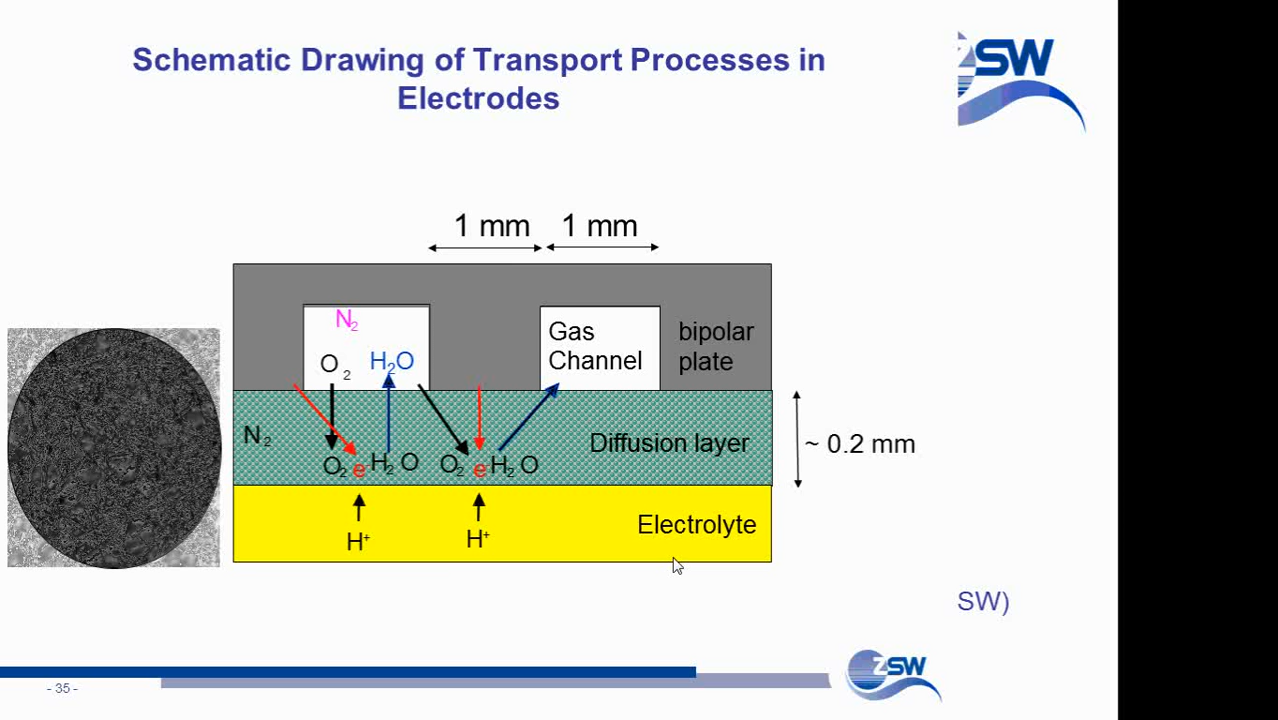 Schematic Drawing of Transport Processes in
Electrodes
ZSW
1 mm 1 mm
N₂
O₂ H₂O
Gas
Channel
bipolar
plate
N₂
Diffusion layer
~ 0.2 mm
O₂ e H₂O O₂ e H₂O
Electrolyte
H⁺ H⁺
SW)
ZSW
- 35 -